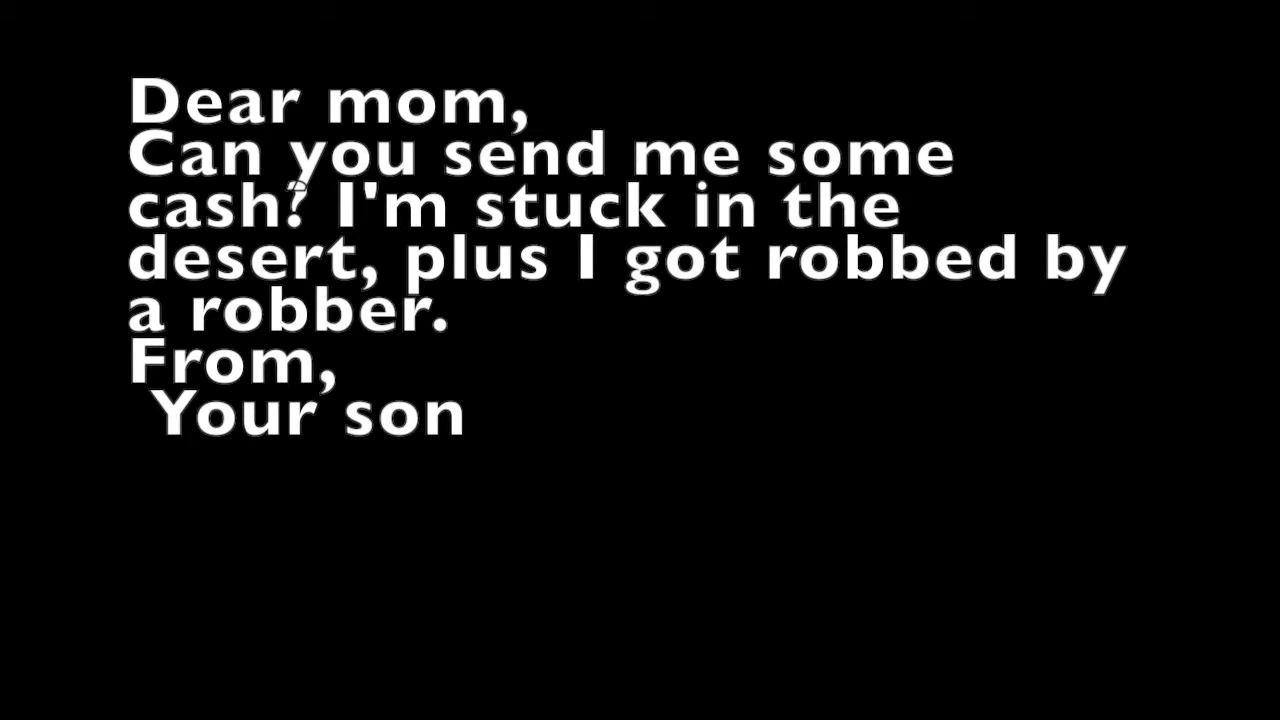 Dear mom,
Can you send me some
cash? I'm stuck in the
desert, plus I got robbed by
a robber.
From,
Your son